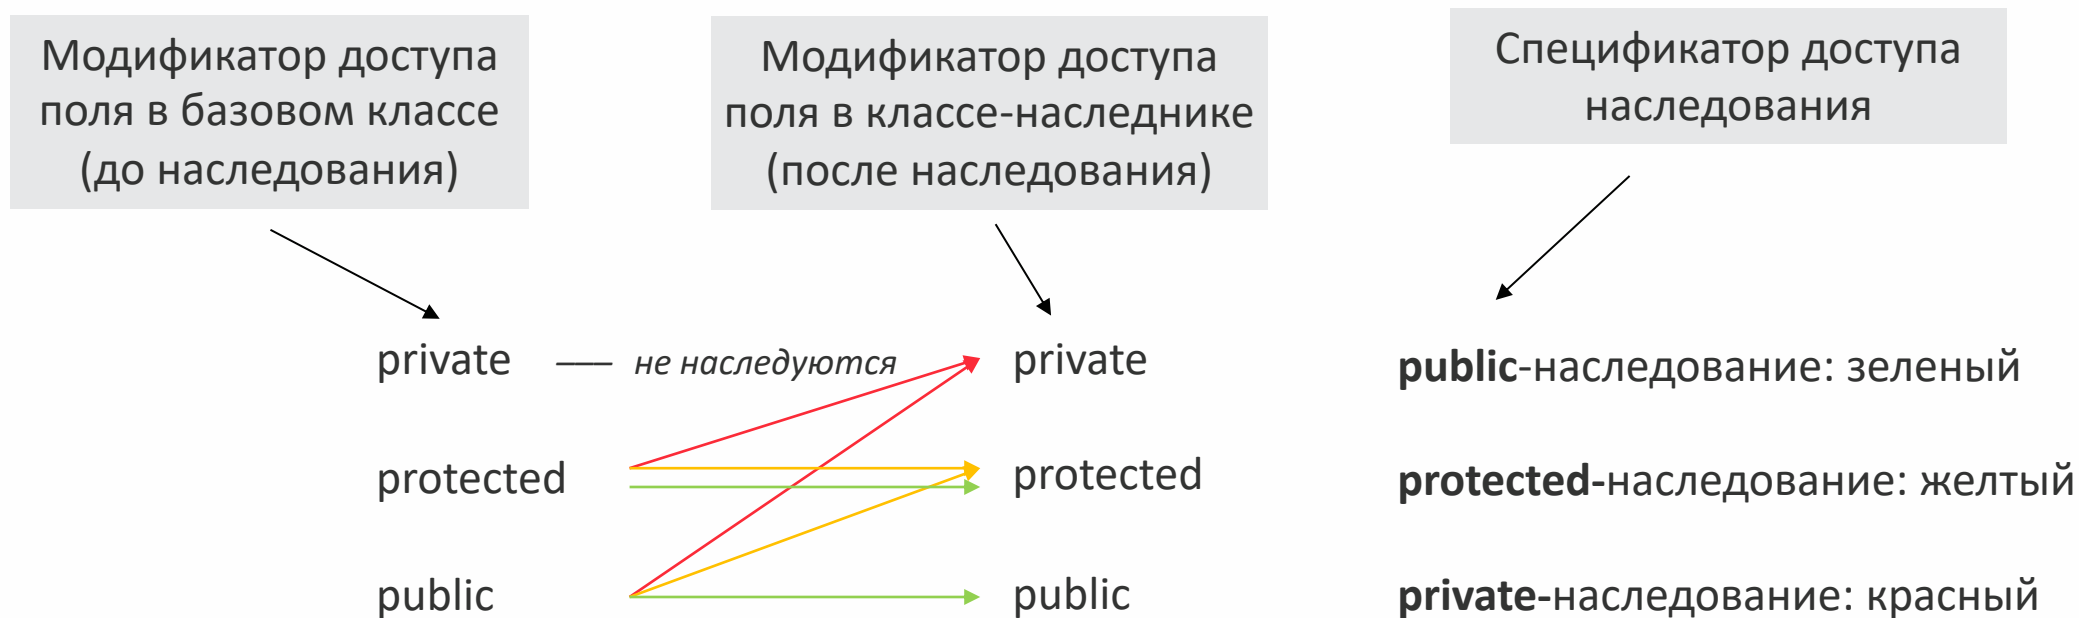 Модификатор доступа
поля в базовом классе
(до наследования)
Модификатор доступа
поля в классе-наследнике
(после наследования)
Спецификатор доступа
наследования
private — не наследуются private
protected protected
public public
public-наследование: зеленый
protected-наследование: желтый
private-наследование: красный